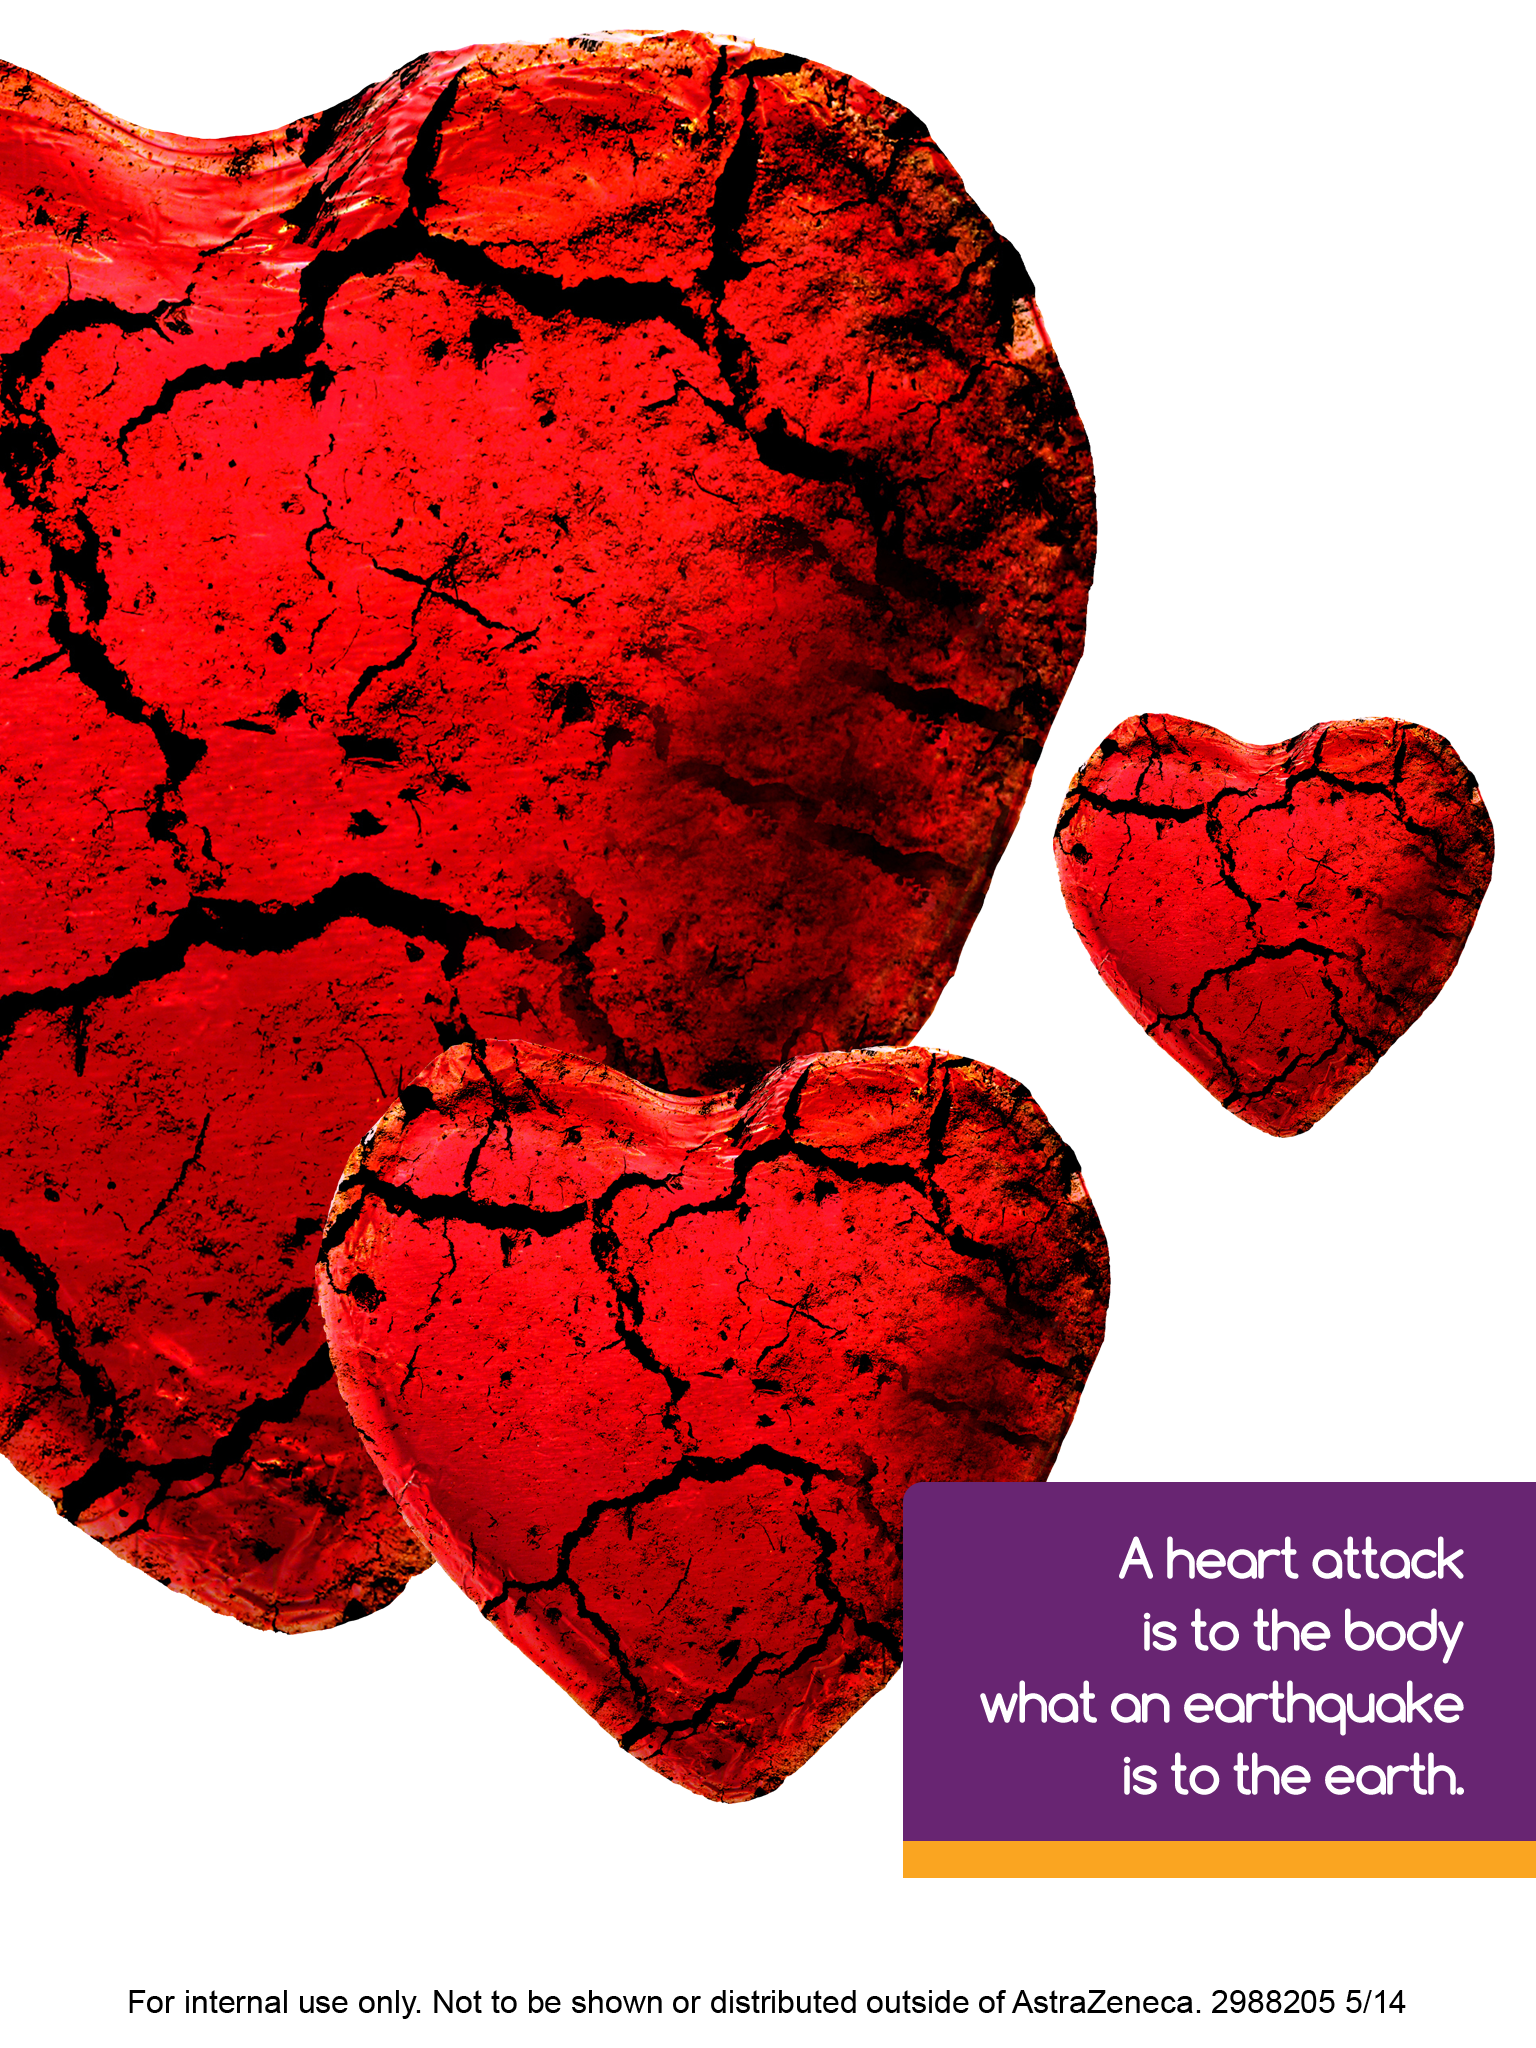 A heart attack
is to the body
what an earthquake
is to the earth.
For internal use only. Not to be shown or distributed outside of AstraZeneca. 2988205 5/14